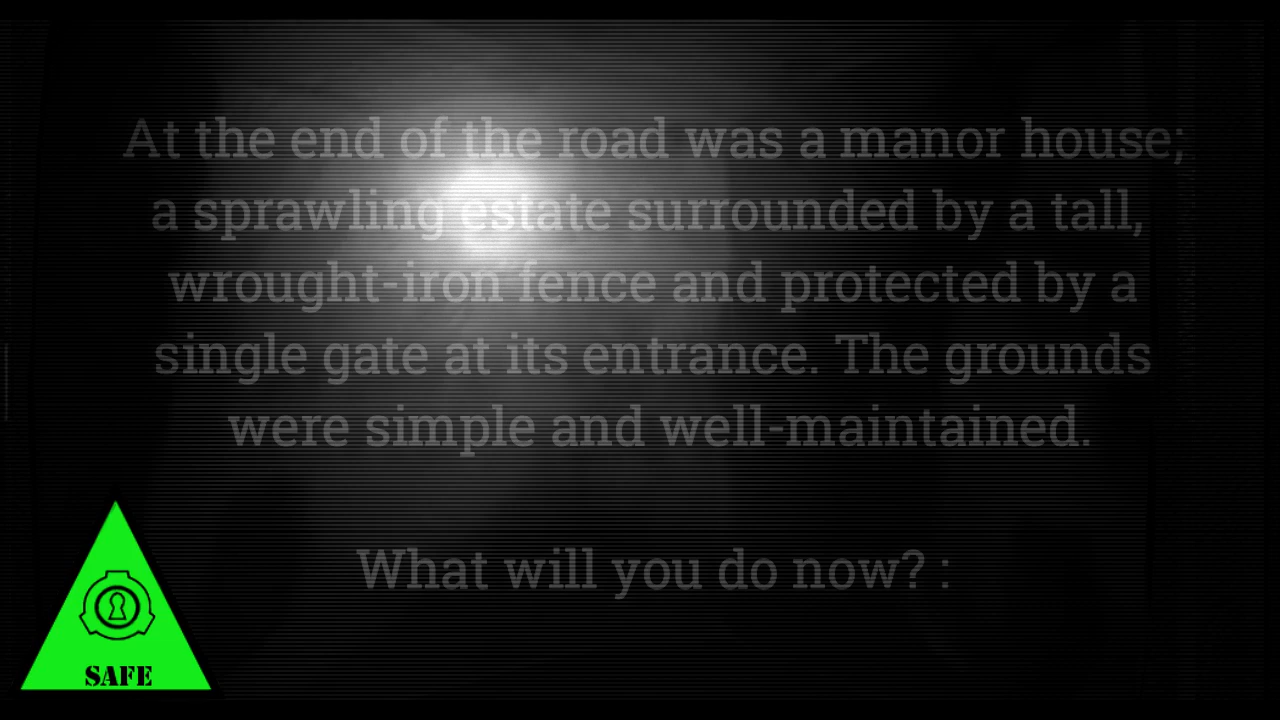 At the end of the road was a manor house;
a sprawling estate surrounded by a tall,
wrought-iron fence and protected by a
single gate at its entrance. The grounds
were simple and well-maintained.
What will you do now? :
SAFE